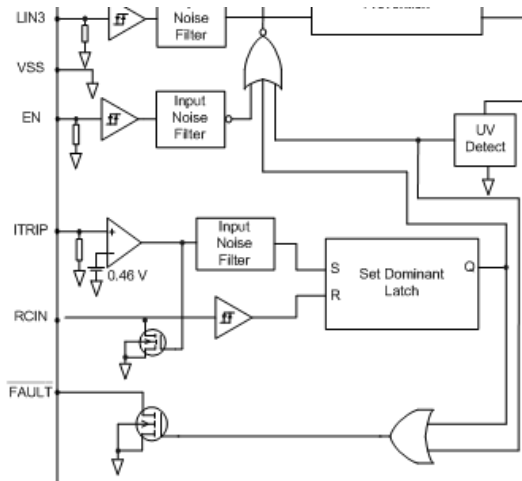 LIN3
Noise
Filter
VSS
EN
Input
Noise
Filter
UV
Detect
ITRIP
0.46 V
Input
Noise
Filter
S
R
Q
Set Dominant
Latch
RCIN
FAULT